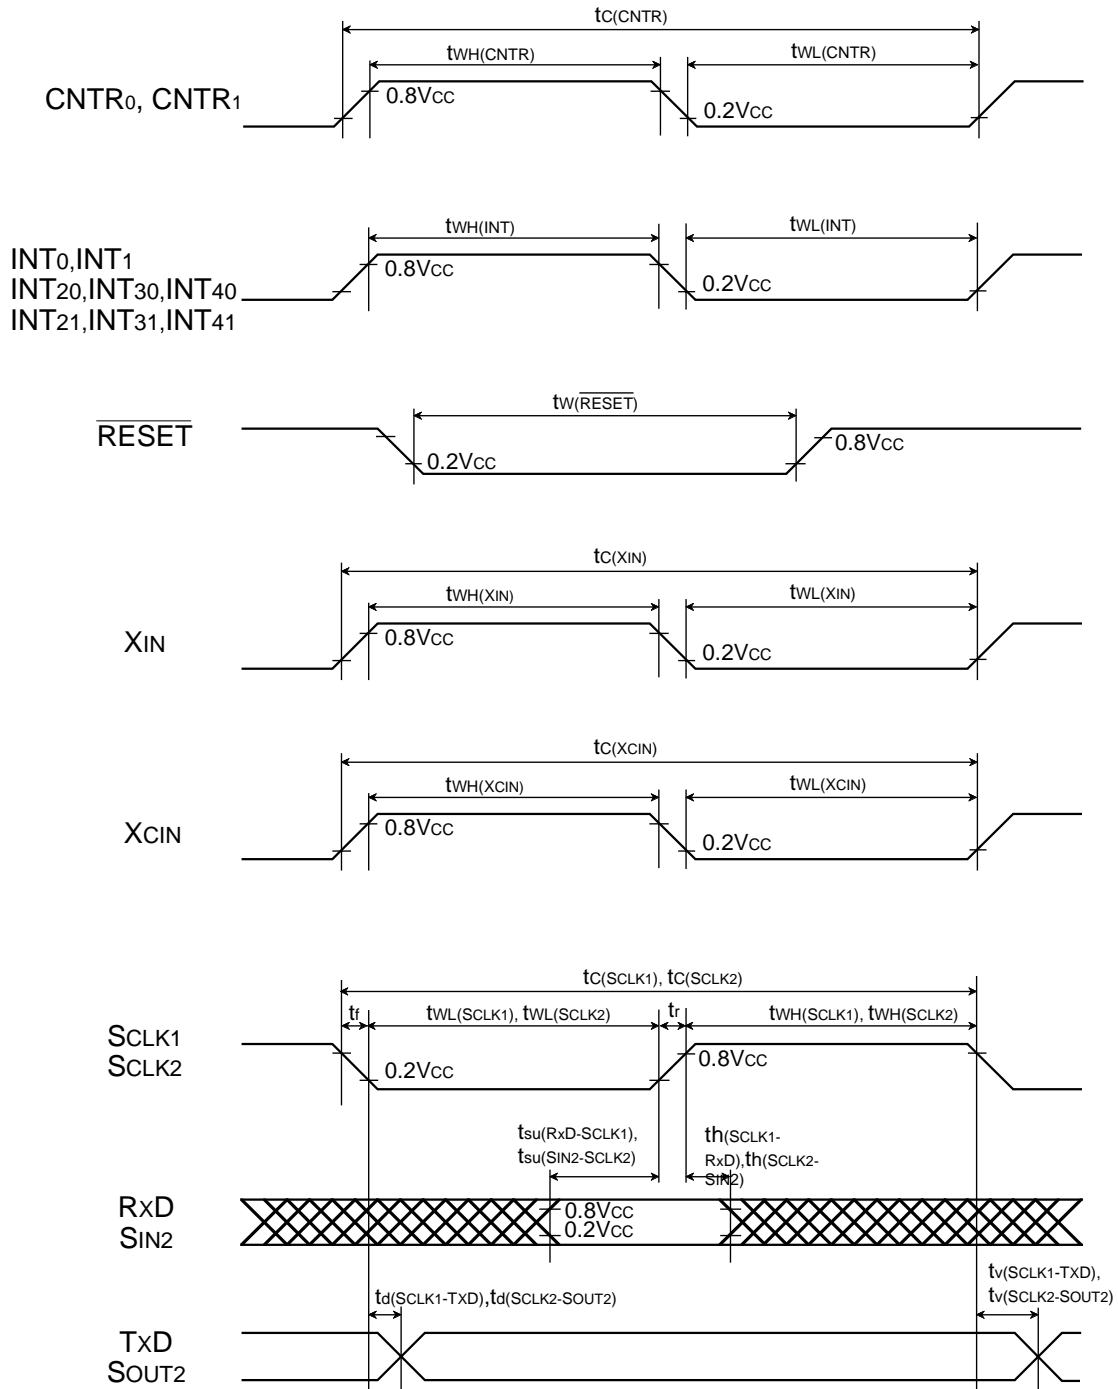 tC(CNTR)
tWH(CNTR)
tWL(CNTR)
CNTR0, CNTR1
0.8VCC
0.2VCC
tWH(INT)
tWL(INT)
INT0,INT1
INT20,INT30,INT40
INT21,INT31,INT41
0.8VCC
0.2VCC
tW(RESET)
RESET
0.2VCC
0.8VCC
tC(XIN)
tWH(XIN)
tWL(XIN)
XIN
0.8VCC
0.2VCC
tC(XCIN)
tWH(XCIN)
tWL(XCIN)
XCIN
0.8VCC
0.2VCC
tC(SCLK1), tC(SCLK2)
tf
tWL(SCLK1), tWL(SCLK2)
tr
tWH(SCLK1), tWH(SCLK2)
SCLK1
SCLK2
0.2VCC
0.8VCC
tsu(RxD-SCLK1),
tsu(SIN2-SCLK2)
th(SCLK1-
RxD),th(SCLK2-
SIN2)
RXD
SIN2
0.8VCC
0.2VCC
td(SCLK1-TXD),td(SCLK2-SOUT2)
tv(SCLK1-TXD),
tv(SCLK2-SOUT2)
TXD
SOUT2